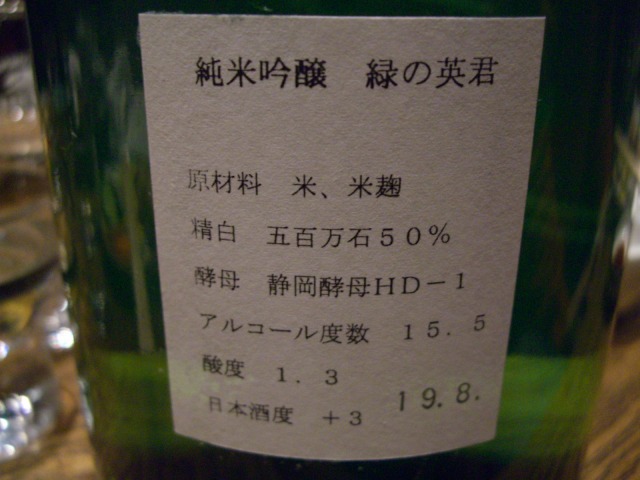 純米吟醸　緑の英君
原材料　米、米麹
精白　五百万石５０％
酵母　静岡酵母ＨＤ－１
アルコール度数　１５．５
酸度　１．３
日本酒度　＋３　19.8.